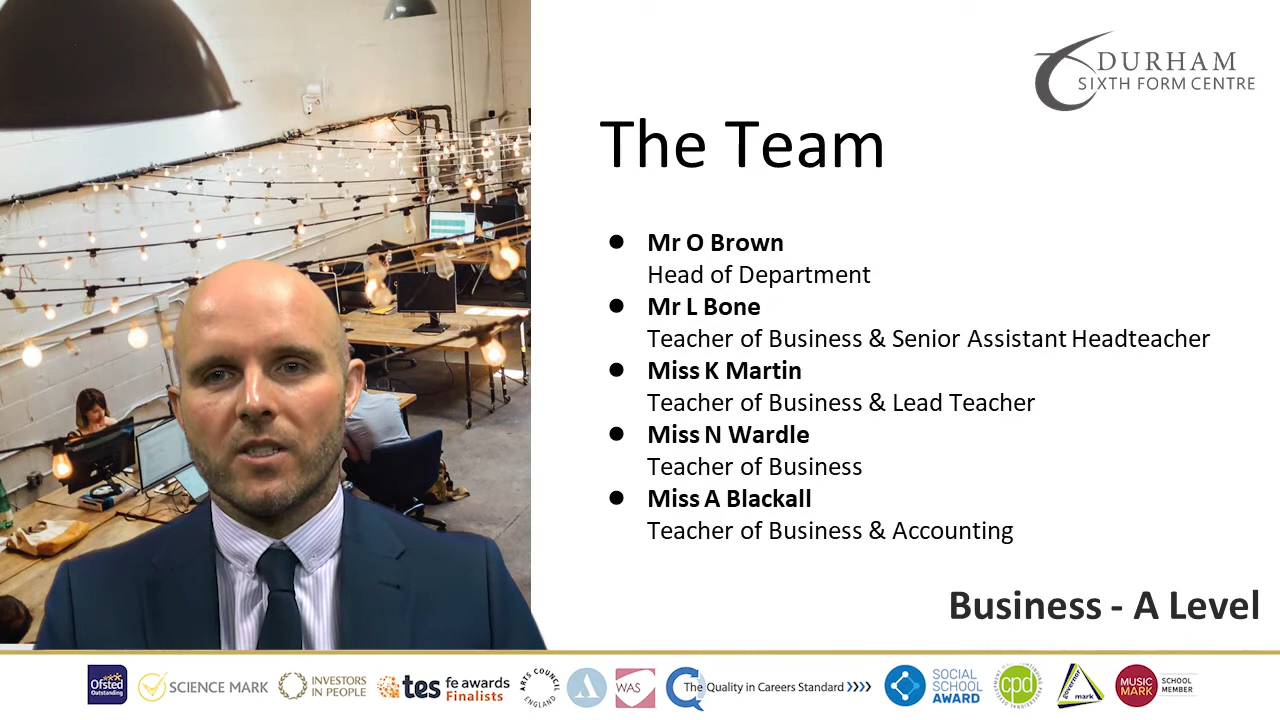 DURHAM
SIXTH FORM CENTRE
The Team
● Mr O Brown
Head of Department
● Mr L Bone
Teacher of Business & Senior Assistant Headteacher
● Miss K Martin
Teacher of Business & Lead Teacher
● Miss N Wardle
Teacher of Business
● Miss A Blackall
Teacher of Business & Accounting
Business - A Level
Ofsted
Outstanding
SCIENCE MARK
INVESTORS
IN PEOPLE
tes fe awards
Finalists
ARTS COUNCIL
ENGLAND
WAS
The Quality in Careers Standard
SOCIAL
SCHOOL
AWARD
cpd
governor
mark
MUSIC
MARK
SCHOOL
MEMBER